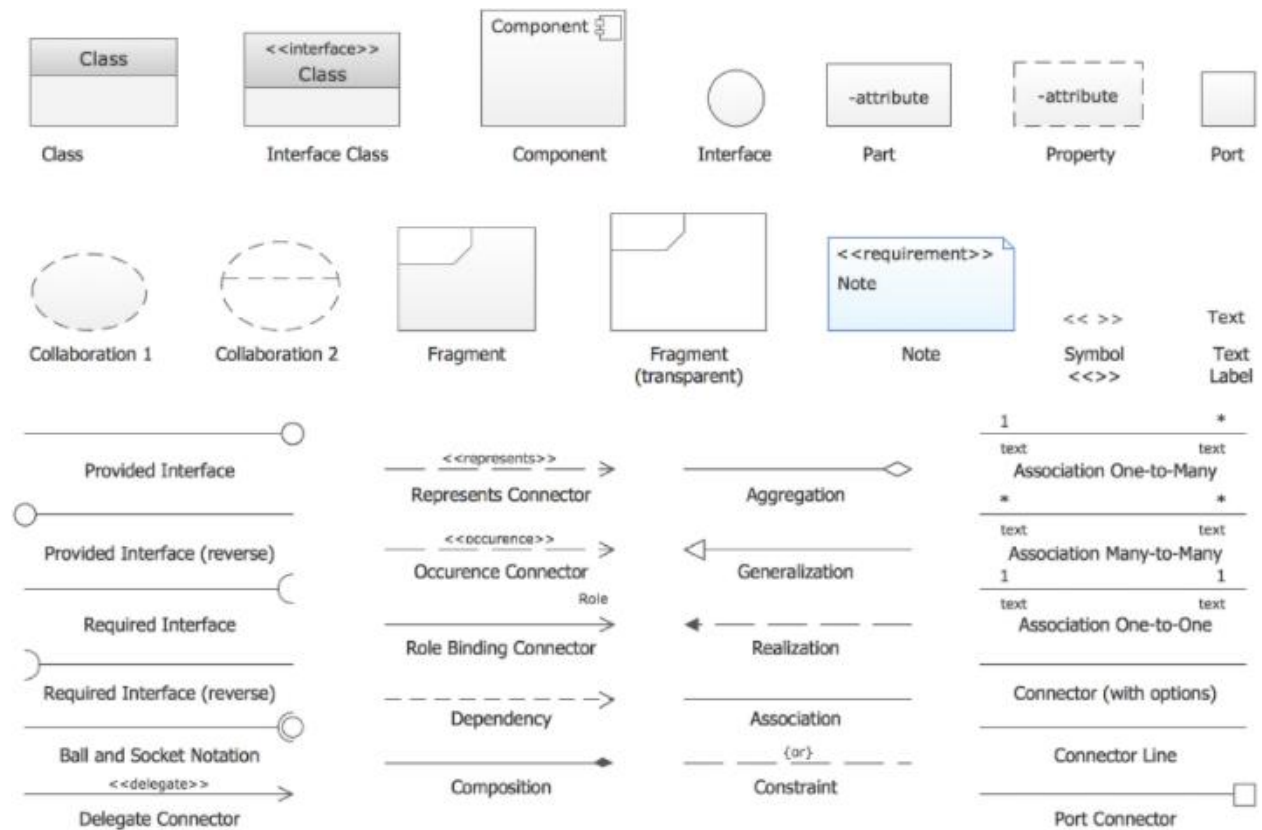 Class
<<interface>>
Class
Component
-attribute
-attribute
Class
Interface Class
Component
Interface
Part
Property
Port
<<requirement>>
Note
<< >>
Text
Collaboration 1
Collaboration 2
Fragment
Fragment
(transparent)
Note
Symbol
<<>>
Text
Label
Provided Interface
Provided Interface (reverse)
Required Interface
Required Interface (reverse)
Ball and Socket Notation
<<delegate>>
Delegate Connector
<<represents>>
Represents Connector
<<occurence>>
Occurence Connector
Role
Role Binding Connector
Dependency
Composition
Aggregation
Generalization
Realization
Association
{or}
Constraint
1 *
text text
Association One-to-Many
* *
text text
Association Many-to-Many
1 1
text text
Association One-to-One
Connector (with options)
Connector Line
Port Connector